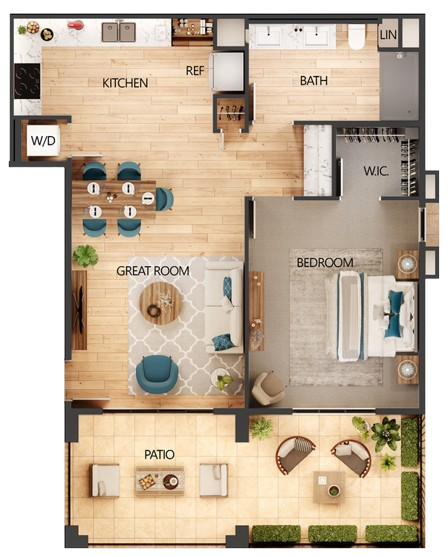 LIN
REF
KITCHEN
BATH
W/D
W.I.C.
BEDROOM
GREAT ROOM
PATIO